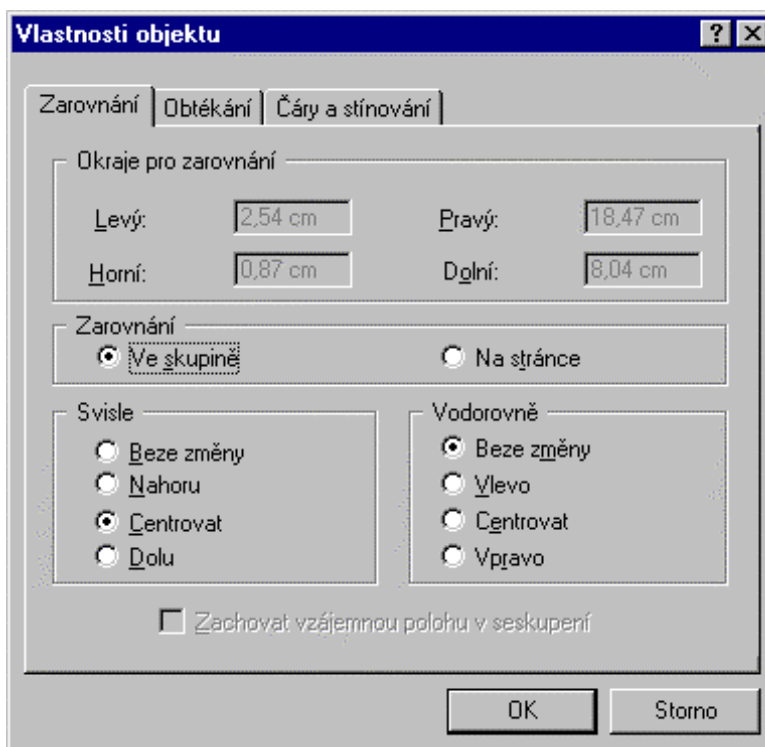 Vlastnosti objektu
Zarovnání Obtékání Čáry a stínování
Okraje pro zarovnání
Levý: 2,54 cm Pravý: 18,47 cm
Horní: 0,87 cm Dolní: 8,04 cm
Zarovnání
Ve skupině Na stránce
Svisle Vodorovně
Beze změny Beze změny
Nahoru Vlevo
Centrovat Centrovat
Dolu Vpravo
Zachovat vzájemnou polohu v seskupení
OK Storno